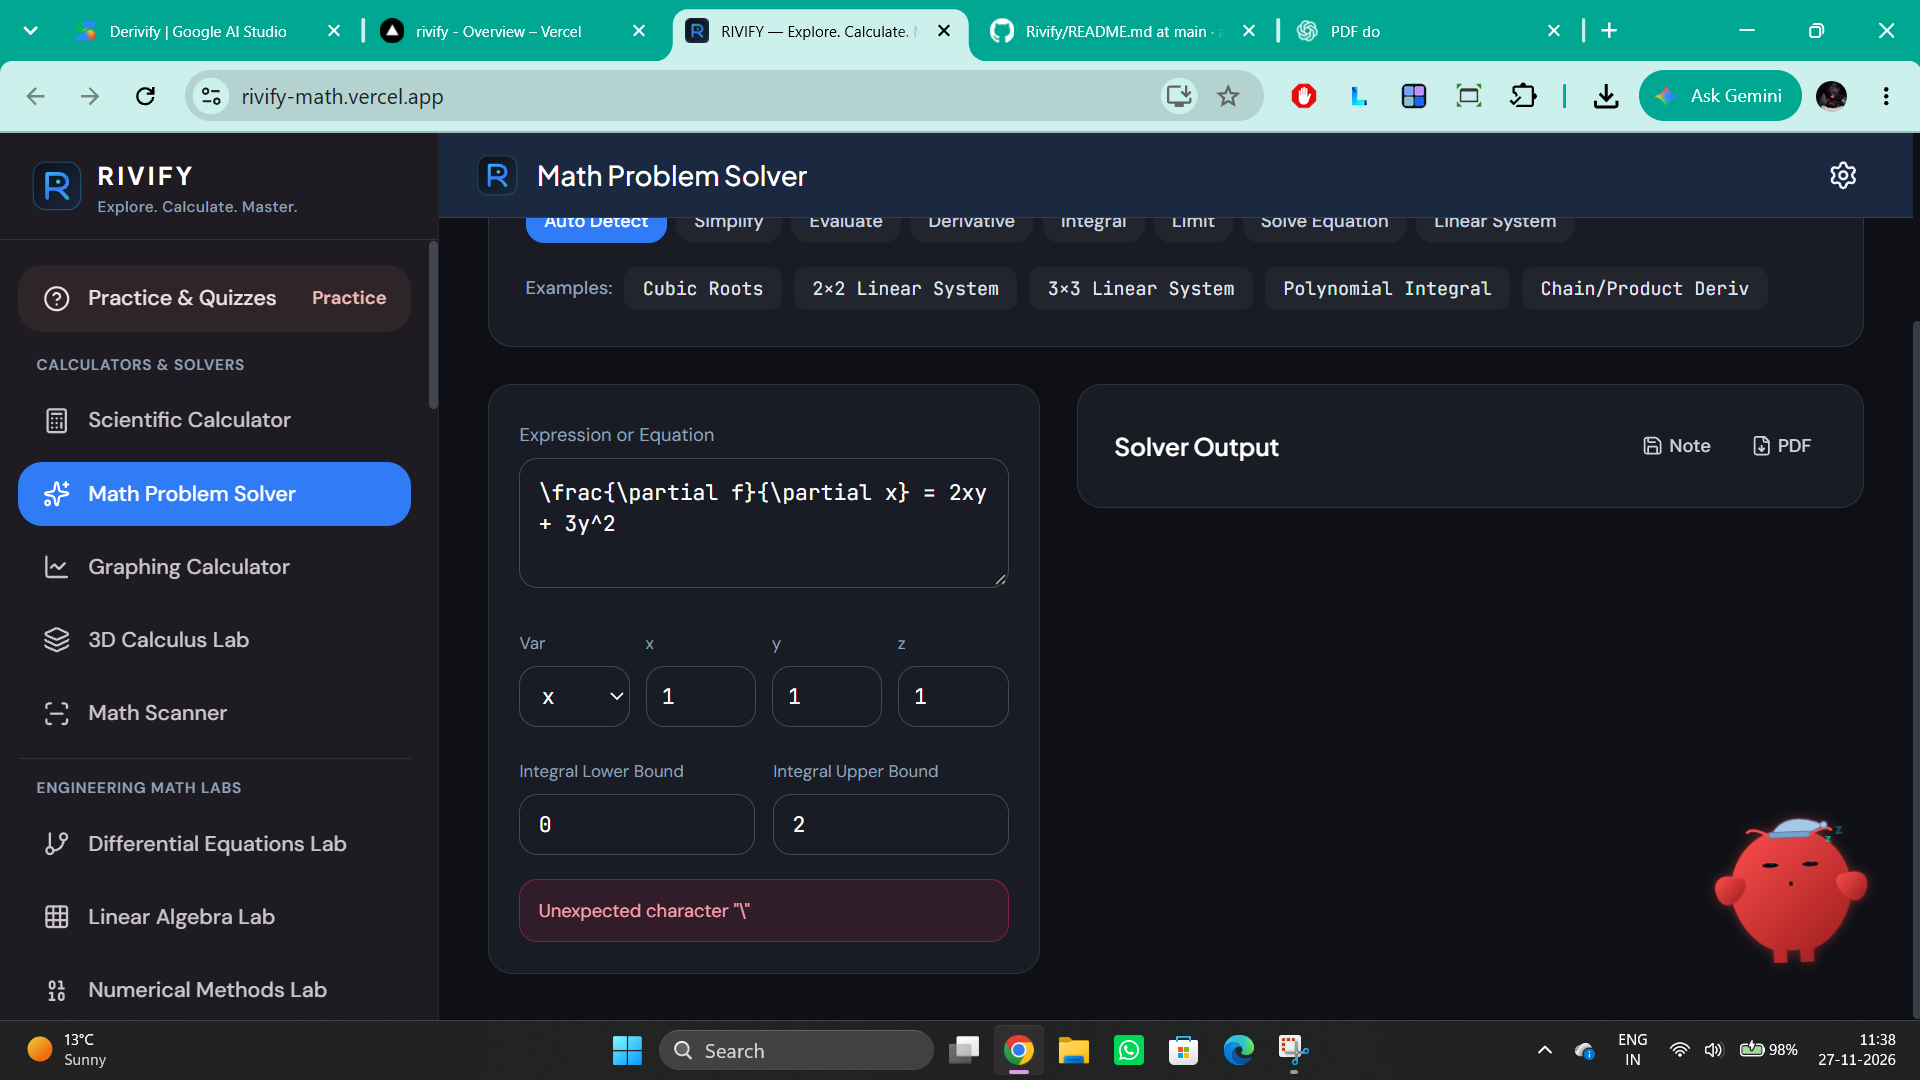 Derivify | Google AI Studio
rivify - Overview – Vercel
RIVIFY — Explore. Calculate.
Rivify/README.md at main ·
PDF do
rivify-math.vercel.app
Ask Gemini
RIVIFY
Explore. Calculate. Master.
Math Problem Solver
Practice & Quizzes Practice
CALCULATORS & SOLVERS
Scientific Calculator
Math Problem Solver
Graphing Calculator
3D Calculus Lab
Math Scanner
ENGINEERING MATH LABS
Differential Equations Lab
Linear Algebra Lab
Numerical Methods Lab
Auto Detect Simplify Evaluate Derivative Integral Limit Solve Equation Linear System
Examples: Cubic Roots 2×2 Linear System 3×3 Linear System Polynomial Integral Chain/Product Deriv
Expression or Equation
\frac{\partial f}{\partial x} = 2xy
+ 3y^2
Var x y z
x 1 1 1
Integral Lower Bound Integral Upper Bound
0 2
Unexpected character "\"
Solver Output Note PDF
z
z
13°C
Sunny
Search
ENG
IN
98%
11:38
27-11-2026